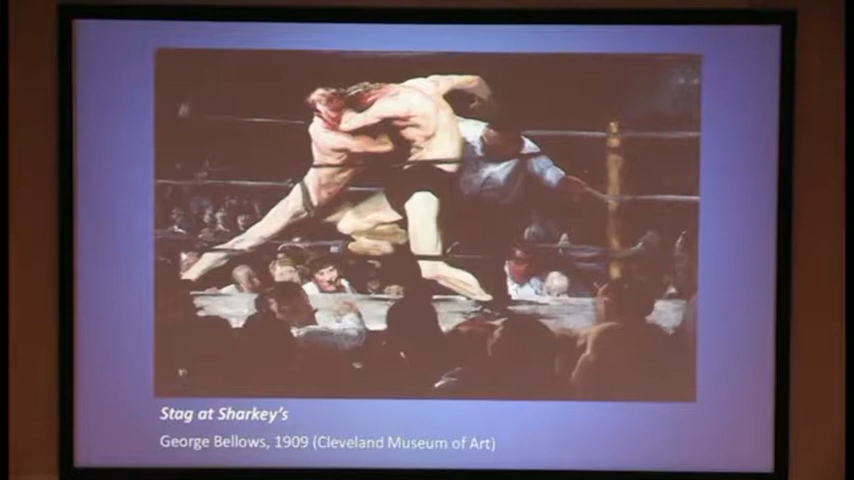 Stag at Sharkey's
George Bellows, 1909 (Cleveland Museum of Art)